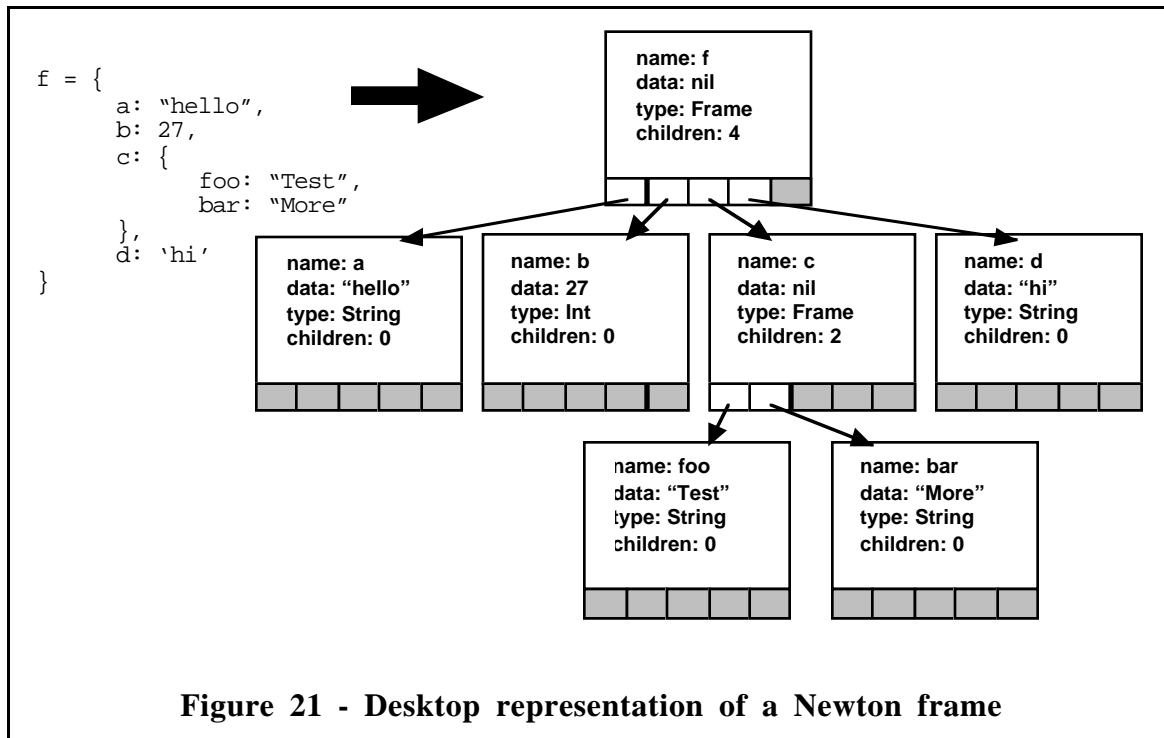 f = {
a: “hello”,
b: 27,
c: {
foo: “Test”,
bar: “More”
},
d: ‘hi’
}
name: f
data: nil
type: Frame
children: 4
name: a
data: “hello”
type: String
children: 0
name: b
data: 27
type: Int
children: 0
name: c
data: nil
type: Frame
children: 2
name: d
data: “hi”
type: String
children: 0
name: foo
data: “Test”
type: String
children: 0
name: bar
data: “More”
type: String
children: 0
Figure 21 - Desktop representation of a Newton frame